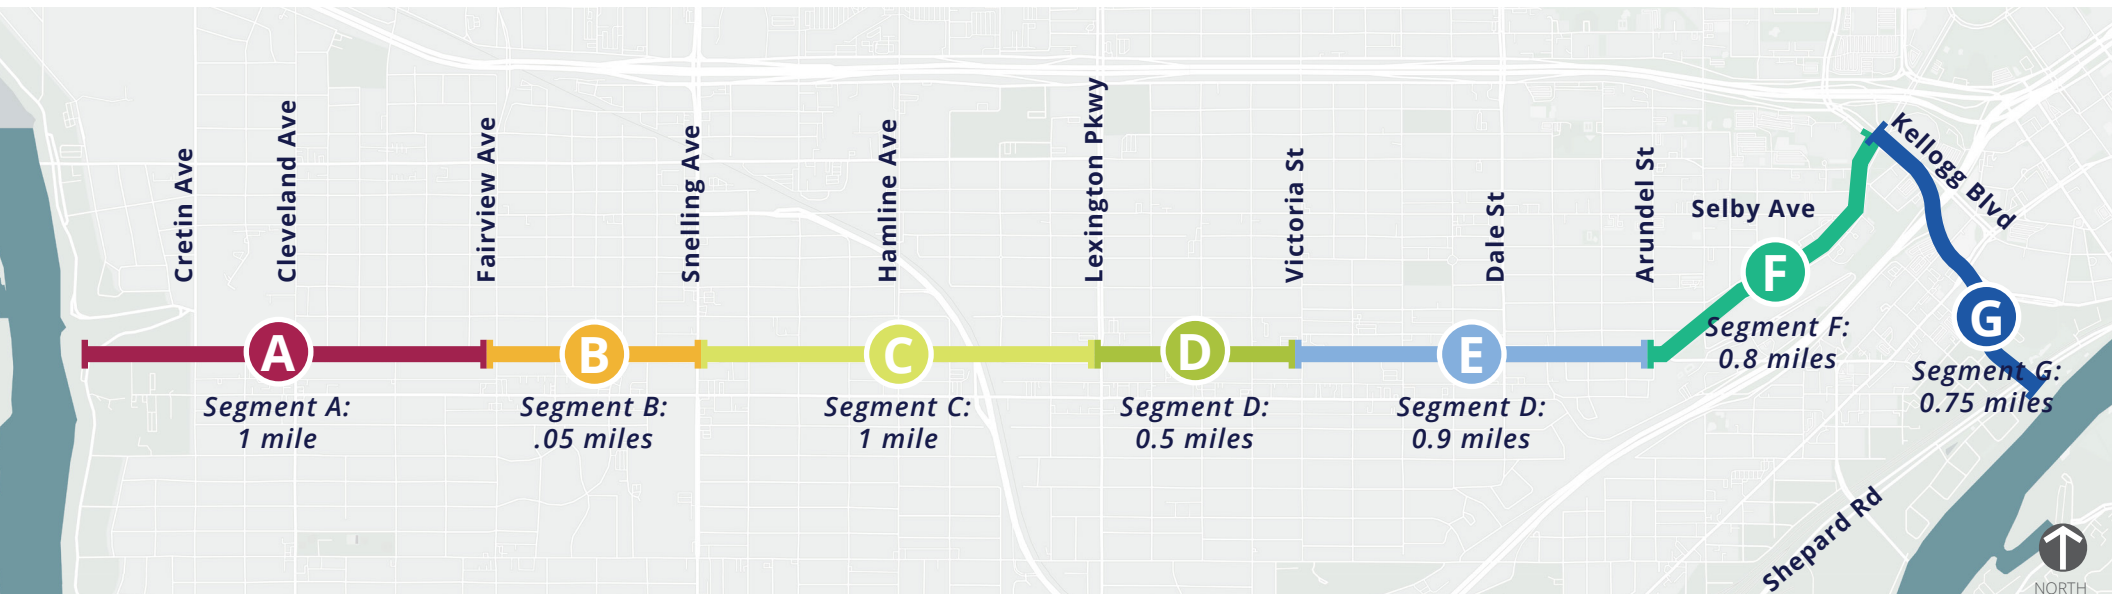 Cretin Ave
Cleveland Ave
Fairview Ave
Snelling Ave
Hamline Ave
Lexington Pkwy
Victoria St
Dale St
Arundel St
Selby Ave
Kellogg Blvd
A
B
C
D
E
F
G
Segment A:
1 mile
Segment B:
.05 miles
Segment C:
1 mile
Segment D:
0.5 miles
Segment D:
0.9 miles
Segment F:
0.8 miles
Segment G:
0.75 miles
Shepard Rd
NORTH